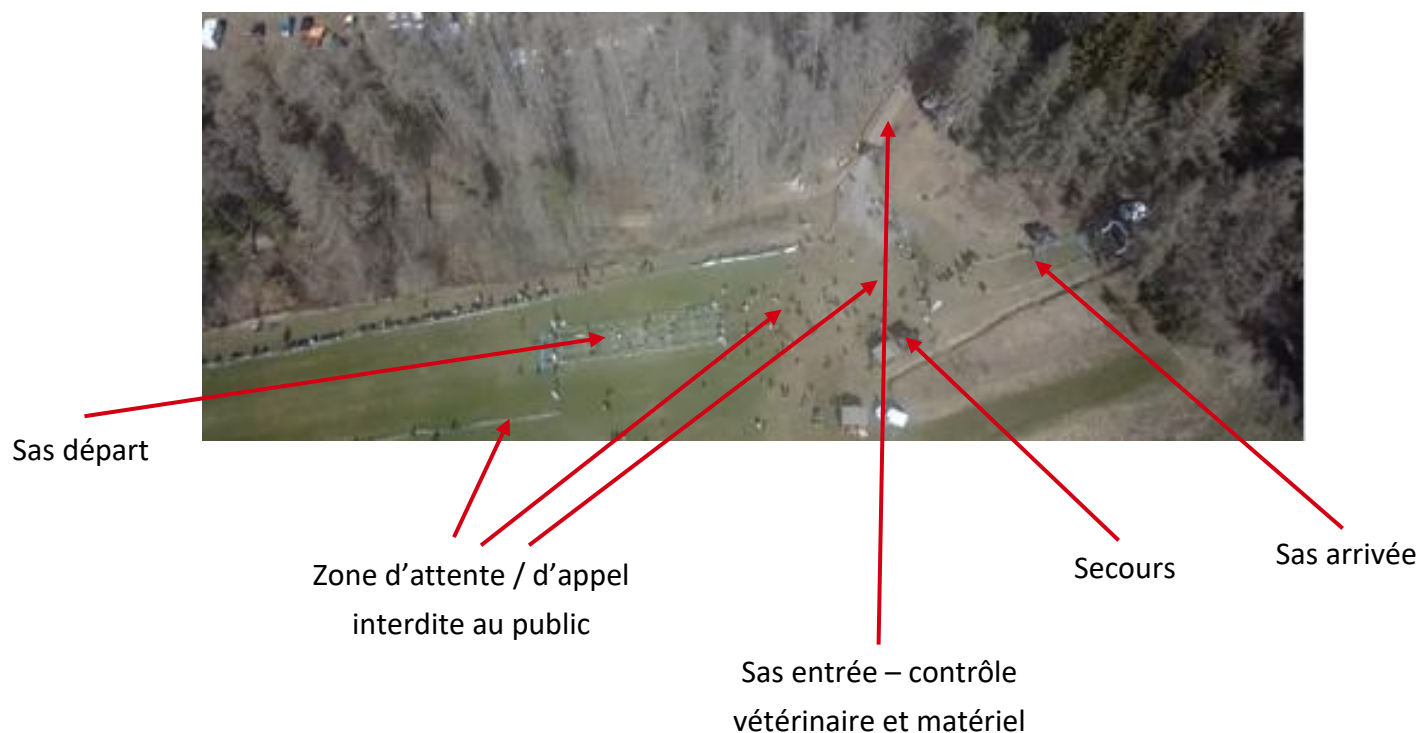 Sas départ
Zone d’attente / d’appel
interdite au public
Secours
Sas arrivée
Sas entrée – contrôle
vétérinaire et matériel